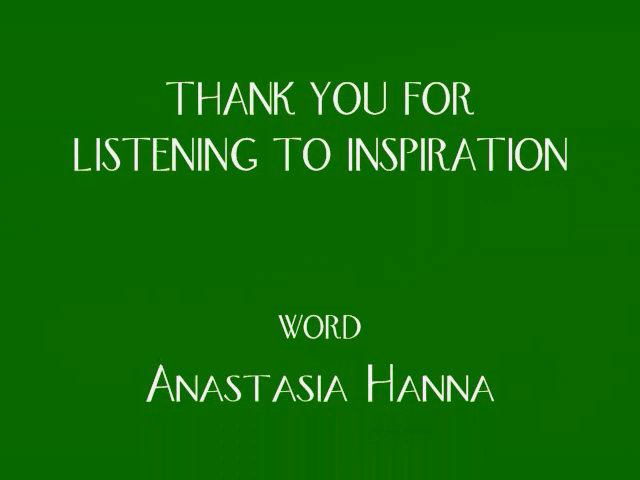 THANK YOU FOR
LISTENING TO INSPIRATION
WORD
ANASTASIA HANNA